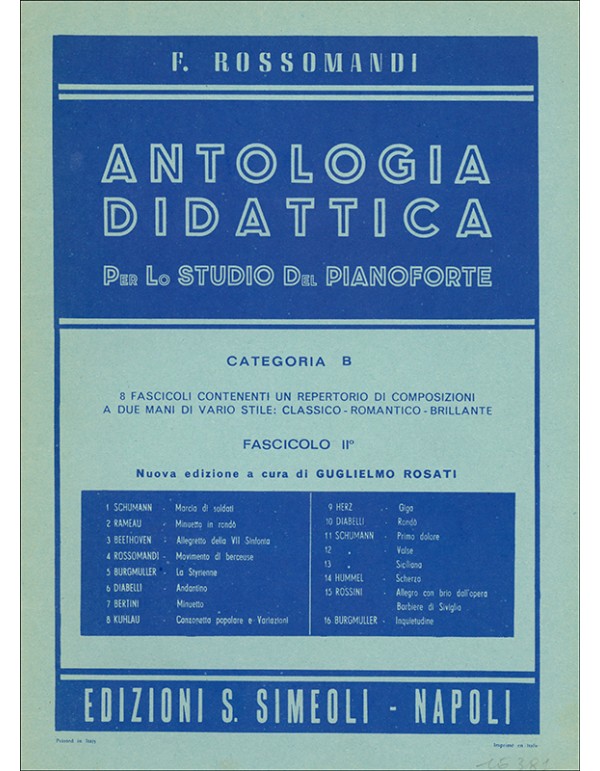 F. ROSSOMANDI
ANTOLOGIA
DIDATTICA
PER LO STUDIO DEL PIANOFORTE
CATEGORIA B
8 FASCICOLI CONTENENTI UN REPERTORIO DI COMPOSIZIONI
A DUE MANI DI VARIO STILE: CLASSICO - ROMANTICO - BRILLANTE
FASCICOLO IIº
Nuova edizione a cura di GUGLIELMO ROSATI
1 SCHUMANN - Marcia di soldati
2 RAMEAU - Minuetto in rondò
3 BEETHOVEN - Allegretto della VII Sinfonia
4 ROSSOMANDI - Movimento di berceuse
5 BURGMULLER - La Styrienne
6 DIABELLI - Andantino
7 BERTINI - Minuetto
8 KUHLAU - Canzonetta popolare e Variazioni
9 HERZ - Giga
10 DIABELLI - Rondò
11 SCHUMANN - Primo dolore
12 " - Valse
13 " - Siciliana
14 HUMMEL - Scherzo
15 ROSSINI - Allegro con brio dall'opera
Barbiere di Siviglia
16 BURGMULLER - Inquietudine
EDIZIONI S. SIMEOLI - NAPOLI
Printed in Italy
Imprimé en Italie